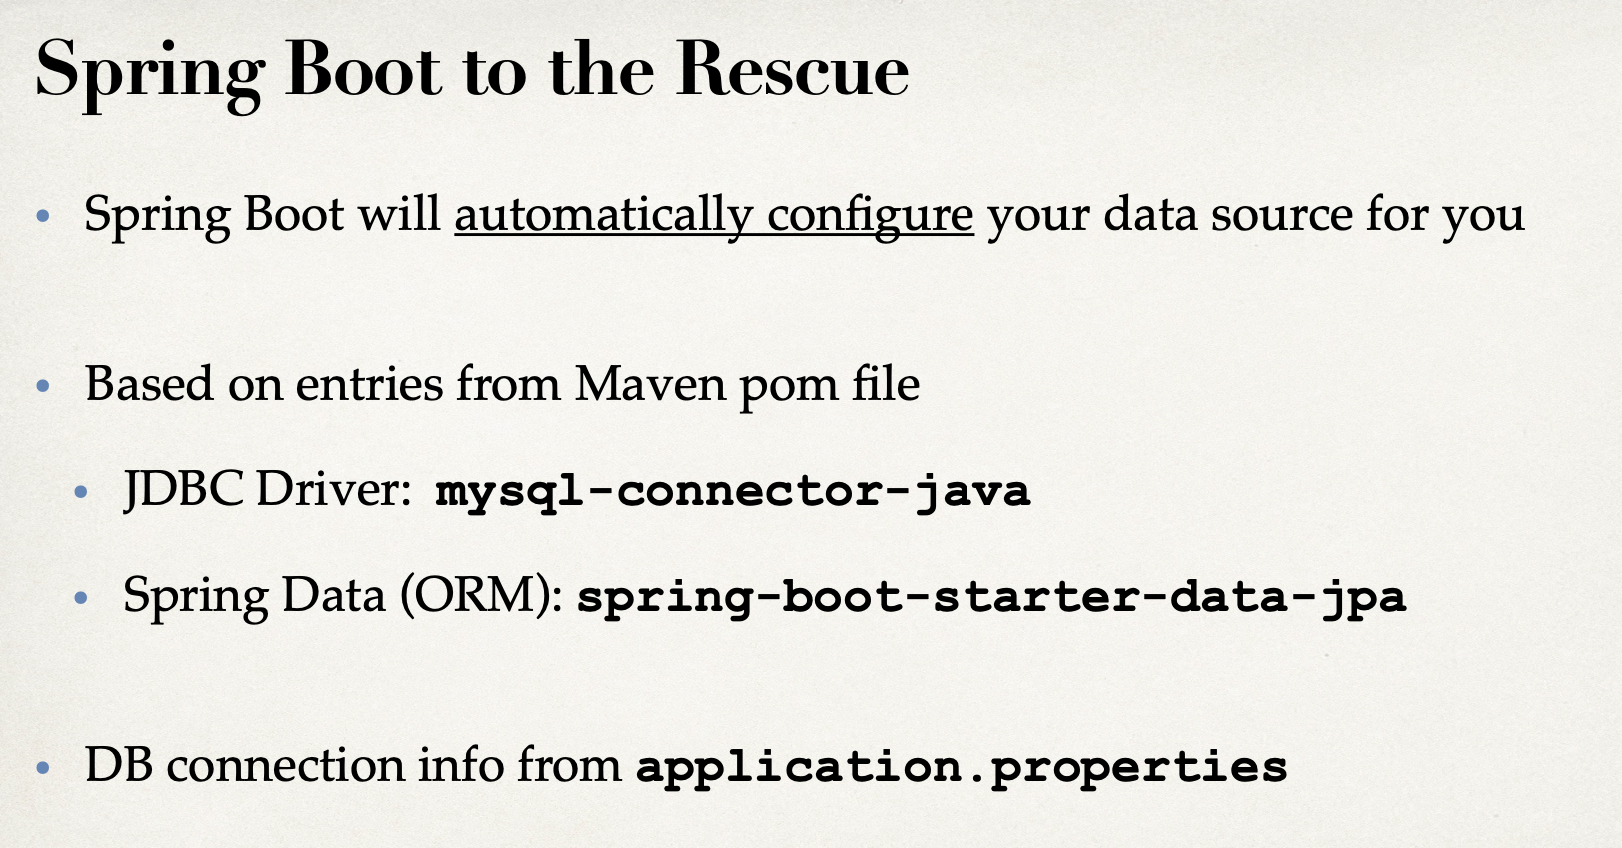 Spring Boot to the Rescue
• Spring Boot will automatically configure your data source for you
• Based on entries from Maven pom file
• JDBC Driver: mysql-connector-java
• Spring Data (ORM): spring-boot-starter-data-jpa
• DB connection info from application.properties